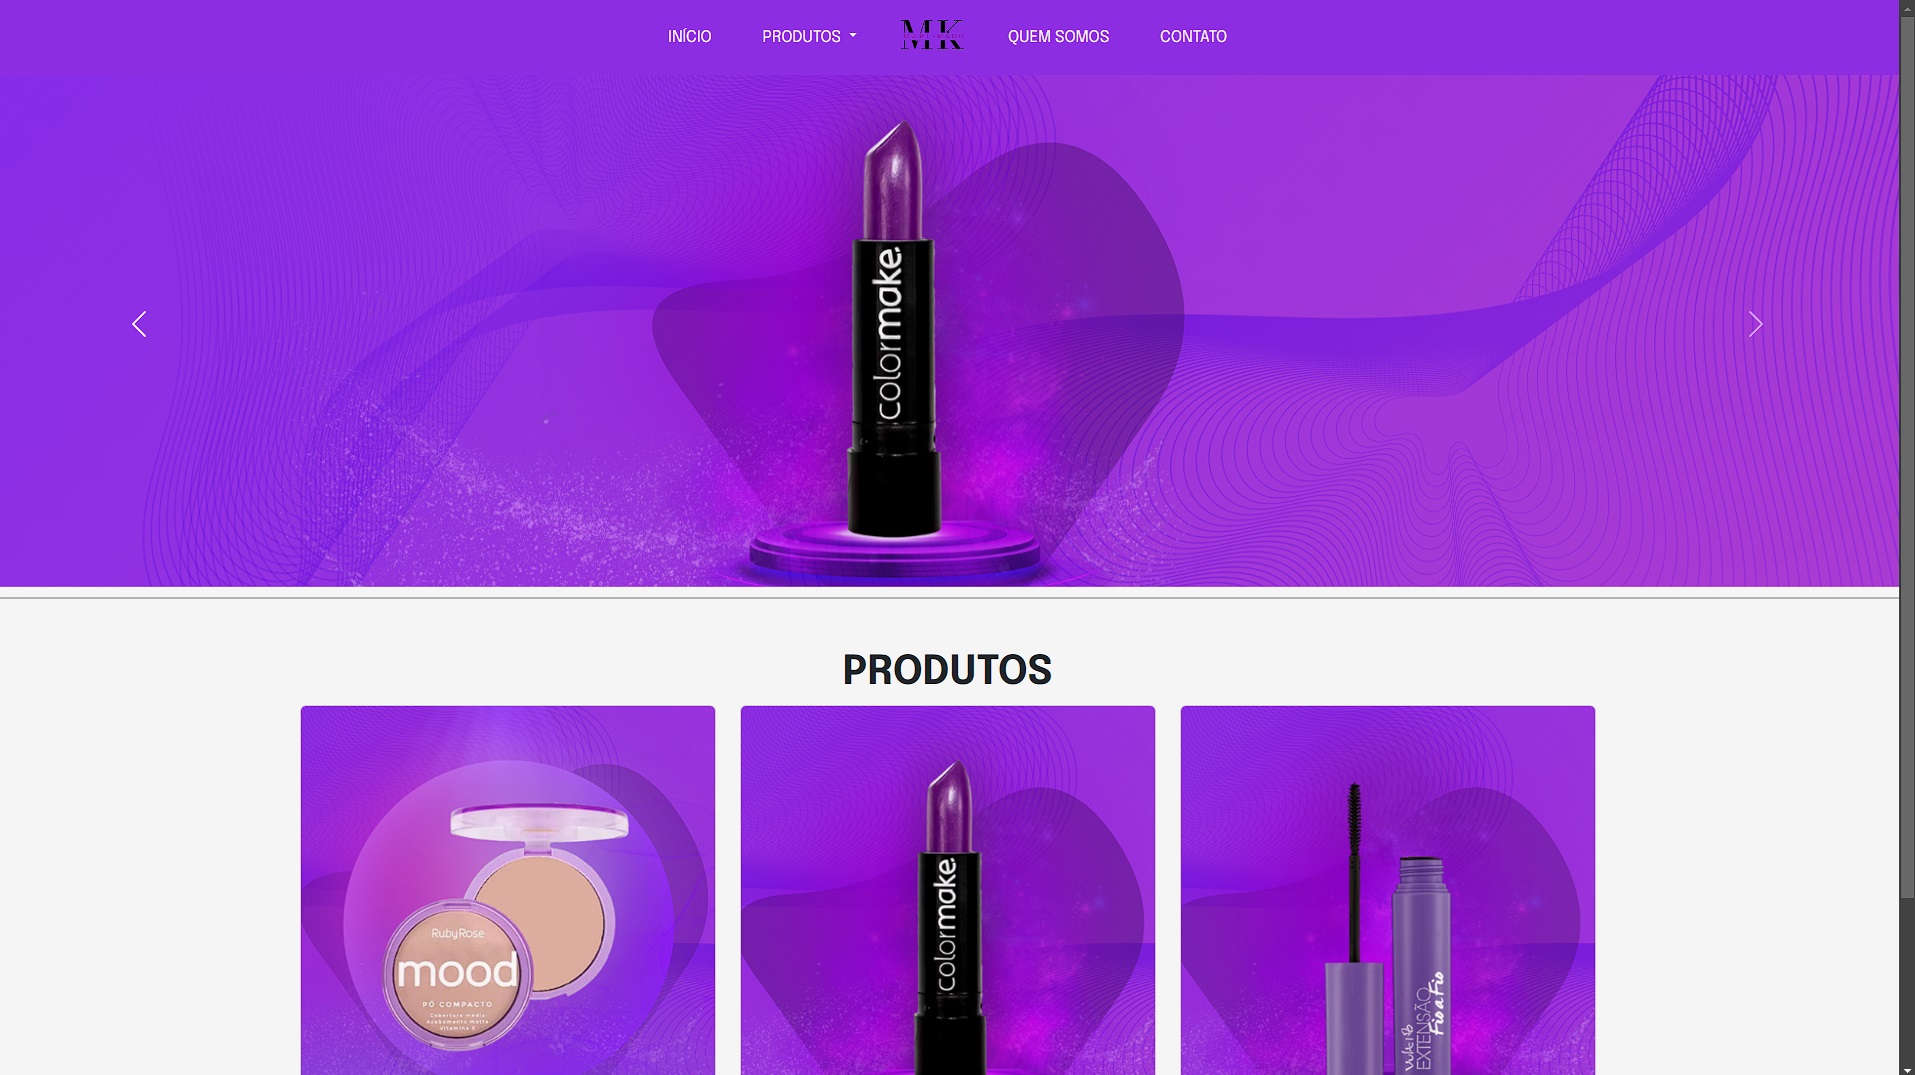 INÍCIO
PRODUTOS
MK
QUEM SOMOS
CONTATO
colormake.
PRODUTOS
RubyRose
mood
PÓ COMPACTO
Cobertura média
Acabamento matte
Vitamina E
colormake.
EXTENSÃO
Fio a Fio